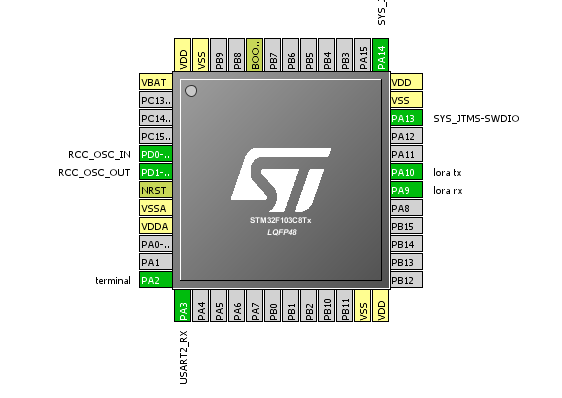 SYS_
VDD
VSS
PB9
PB8
BOO..
PB7
PB6
PB5
PB4
PB3
PA15
PA14
VBAT
PC13..
PC14..
PC15..
RCC_OSC_IN PD0-..
RCC_OSC_OUT PD1-..
NRST
VSSA
VDDA
PA0-..
PA1
terminal PA2
STM32F103C8Tx
LQFP48
VDD
VSS
PA13 SYS_JTMS-SWDIO
PA12
PA11
PA10 lora tx
PA9 lora rx
PA8
PB15
PB14
PB13
PB12
PA3
PA4
PA5
PA6
PA7
PB0
PB1
PB2
PB10
PB11
VSS
VDD
USART2_RX